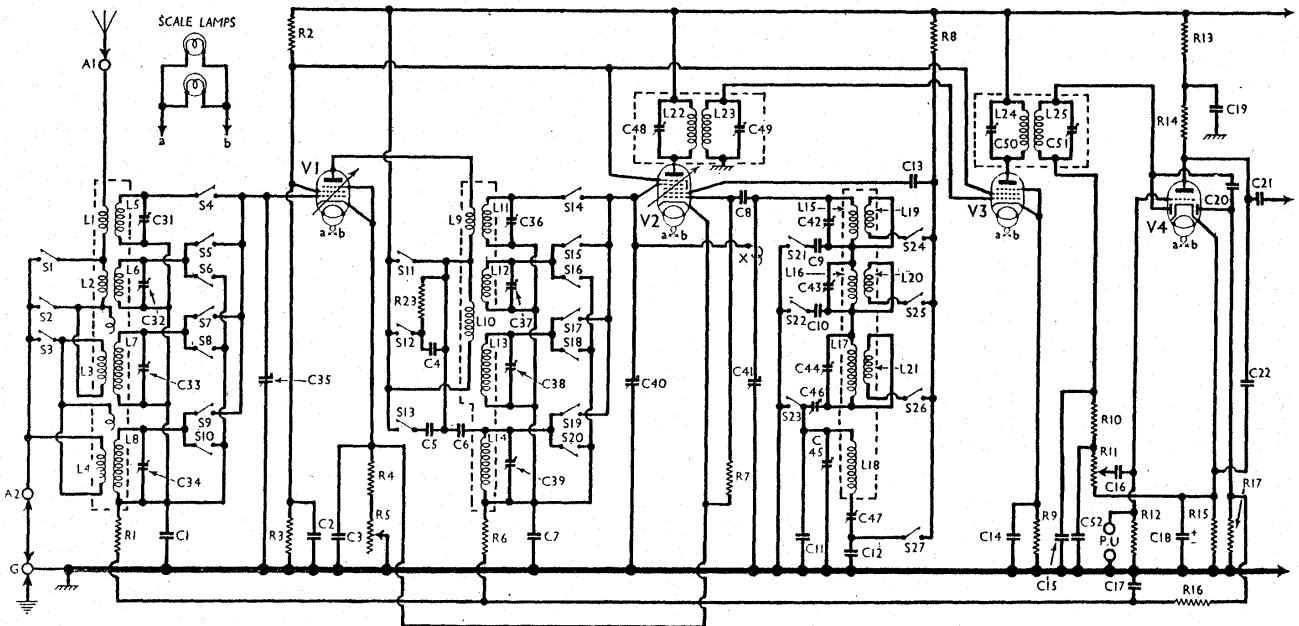 SCALE LAMPS
a b
A1
A2
G
R2
R8
R13
R14
C19
V1
a b
V2
a b
V3
a b
V4
a b
L22
L23
C48
C49
L24
L25
C50
C51
C13
C8
C20
C21
C22
L1
L5
C31
S4
S5
S6
S1
L2
L6
C32
S2
S3
S7
S8
L3
L7
C33
C35
S9
S10
L4
L8
C34
R1
C1
R3
C2
C3
R4
R5
L9
L11
C36
S14
S15
S16
S11
R23
L12
C37
L10
S12
C4
S17
S18
L13
C38
S13
C5
C6
L14
S19
S20
C39
R6
C7
C40
X
R7
C41
L15
L19
C42
S21
C9
S24
L16
L20
C43
S22
C10
S25
L17
L21
C44
C46
S23
S26
C45
L18
C47
C11
C12
S27
C14
R9
C15
C52
R10
R11
C16
P.U
R12
C18
+
-
R15
R17
C17
R16